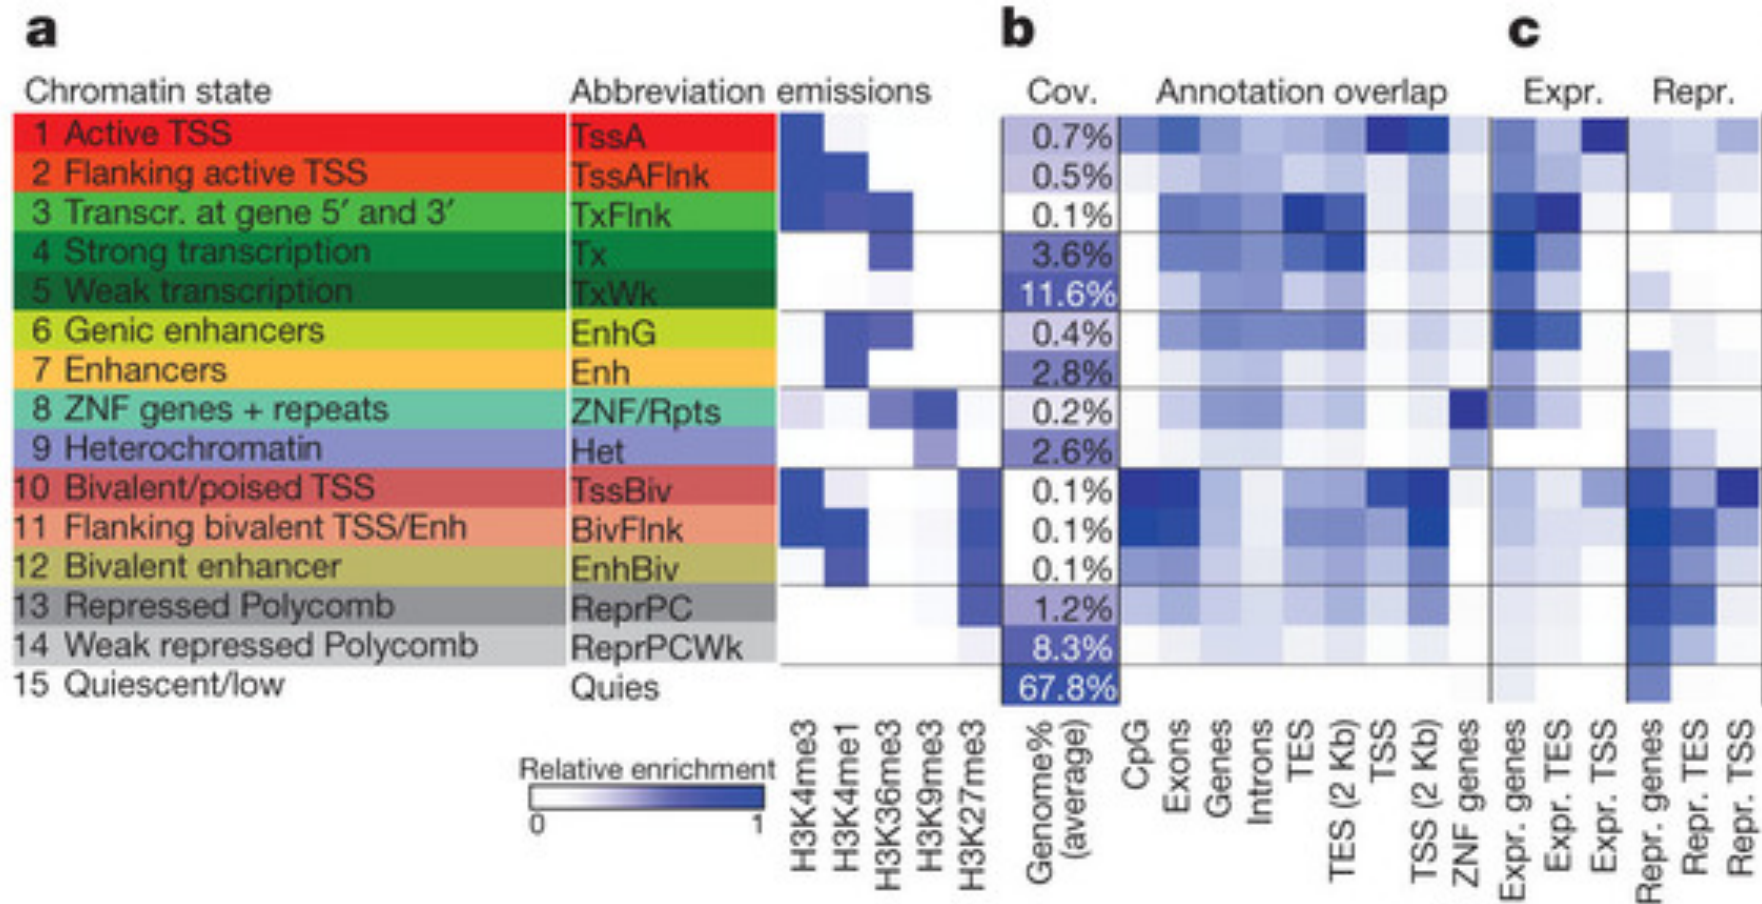 a
b
c
Chromatin state
Abbreviation emissions
Cov.
Annotation overlap
Expr.
Repr.
1 Active TSS TssA 0.7%
2 Flanking active TSS TssAFlnk 0.5%
3 Transcr. at gene 5′ and 3′ TxFlnk 0.1%
4 Strong transcription Tx 3.6%
5 Weak transcription TxWk 11.6%
6 Genic enhancers EnhG 0.4%
7 Enhancers Enh 2.8%
8 ZNF genes + repeats ZNF/Rpts 0.2%
9 Heterochromatin Het 2.6%
10 Bivalent/poised TSS TssBiv 0.1%
11 Flanking bivalent TSS/Enh BivFlnk 0.1%
12 Bivalent enhancer EnhBiv 0.1%
13 Repressed Polycomb ReprPC 1.2%
14 Weak repressed Polycomb ReprPCWk 8.3%
15 Quiescent/low Quies 67.8%
Relative enrichment
0 1
H3K4me3
H3K4me1
H3K36me3
H3K9me3
H3K27me3
Genome%
(average)
CpG
Exons
Genes
Introns
TES
TES (2 Kb)
TSS
TSS (2 Kb)
ZNF genes
Expr. genes
Expr. TES
Expr. TSS
Repr. genes
Repr. TES
Repr. TSS